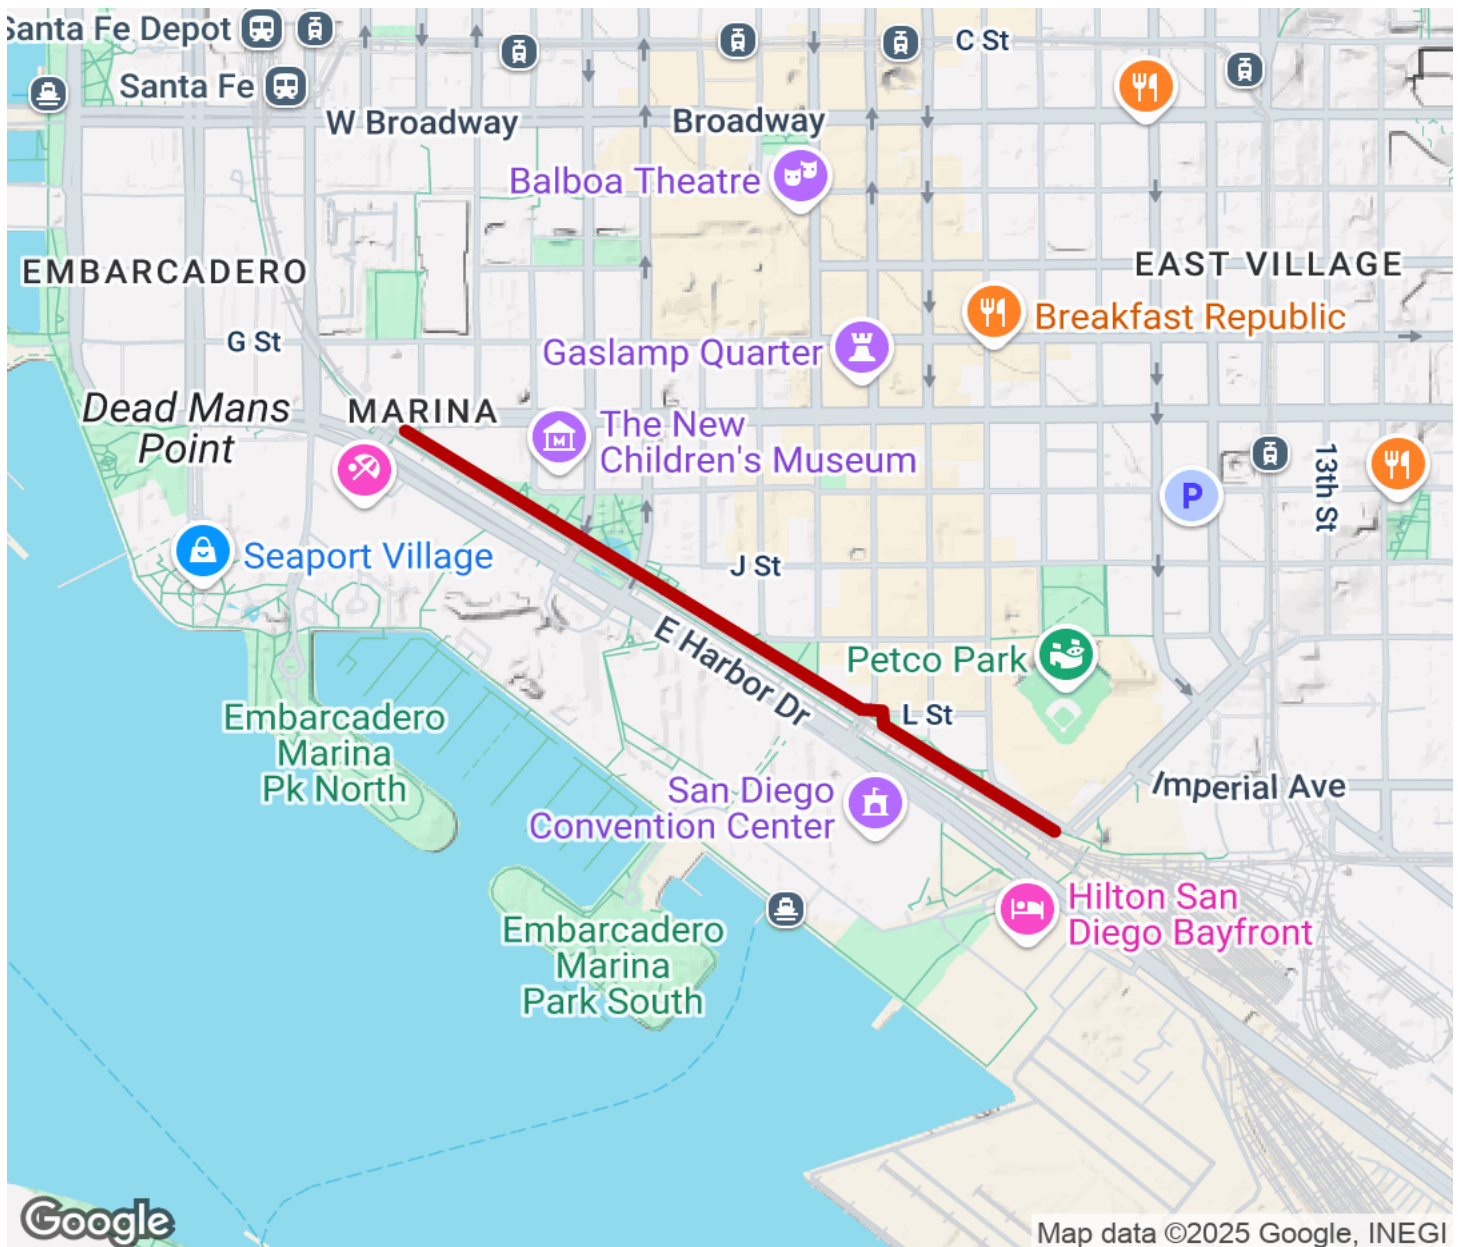 Santa Fe Depot
C St
Santa Fe
W Broadway
Broadway
Balboa Theatre
EMBARCADERO
EAST VILLAGE
Breakfast Republic
G St
Gaslamp Quarter
Dead Mans
Point
MARINA
The New
Children's Museum
13th St
P
Seaport Village
J St
E Harbor Dr
Petco Park
L St
Embarcadero
Marina
Pk North
San Diego
Convention Center
Imperial Ave
Hilton San
Diego Bayfront
Embarcadero
Marina
Park South
Google
Map data ©2025 Google, INEGI